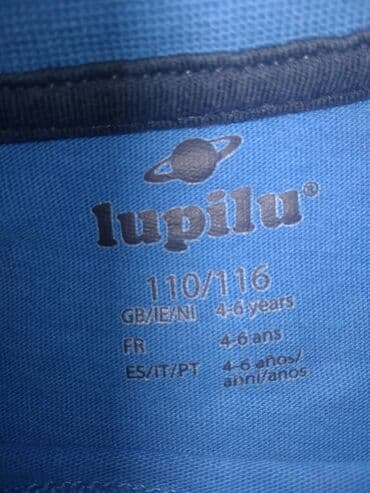 lupilu®
110/116
GB/IE/NI 4-6 years
FR 4-6 ans
ES/IT/PT 4-6 años/
anni/anos